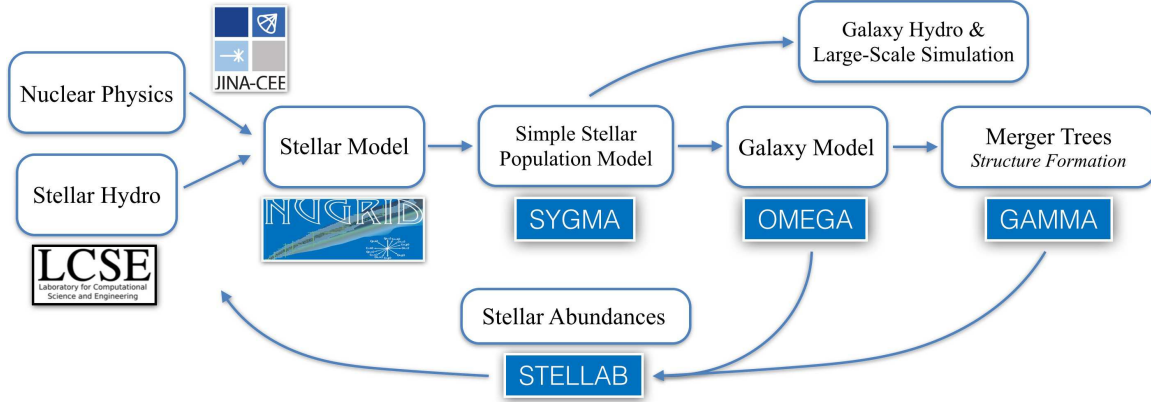 JINA-CEE
Galaxy Hydro &
Large-Scale Simulation
Nuclear Physics
Stellar Model
Simple Stellar
Population Model
Galaxy Model
Merger Trees
Structure Formation
Stellar Hydro
NUGRID
SYGMA
OMEGA
GAMMA
LCSE
Laboratory for Computational
Science and Engineering
Stellar Abundances
STELLAB